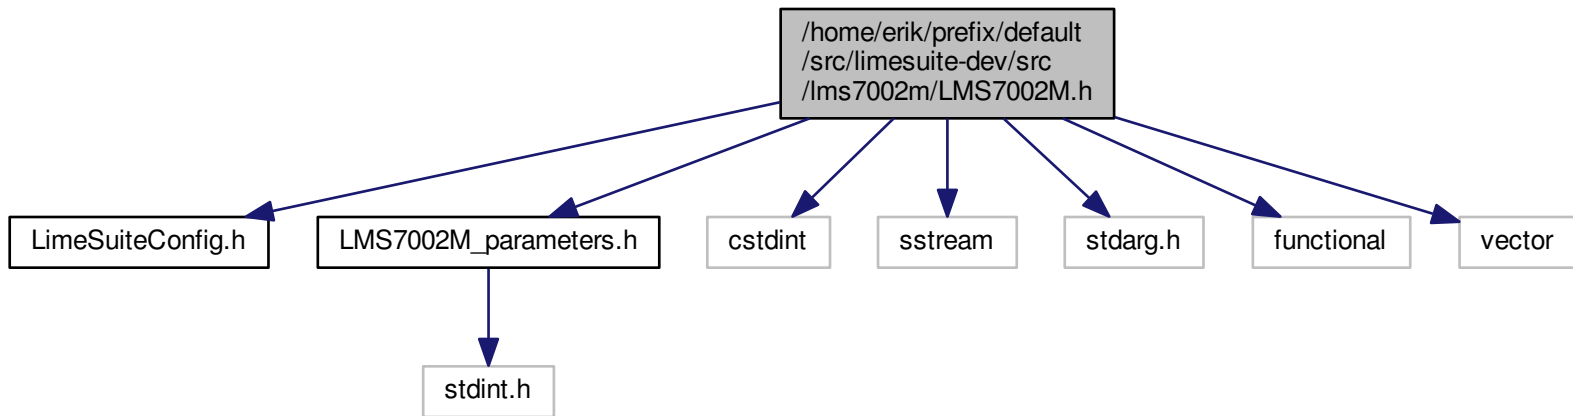 /home/erik/prefix/default
/src/limesuite-dev/src
/lms7002m/LMS7002M.h
LimeSuiteConfig.h
LMS7002M_parameters.h
cstdint
sstream
stdarg.h
functional
vector
stdint.h